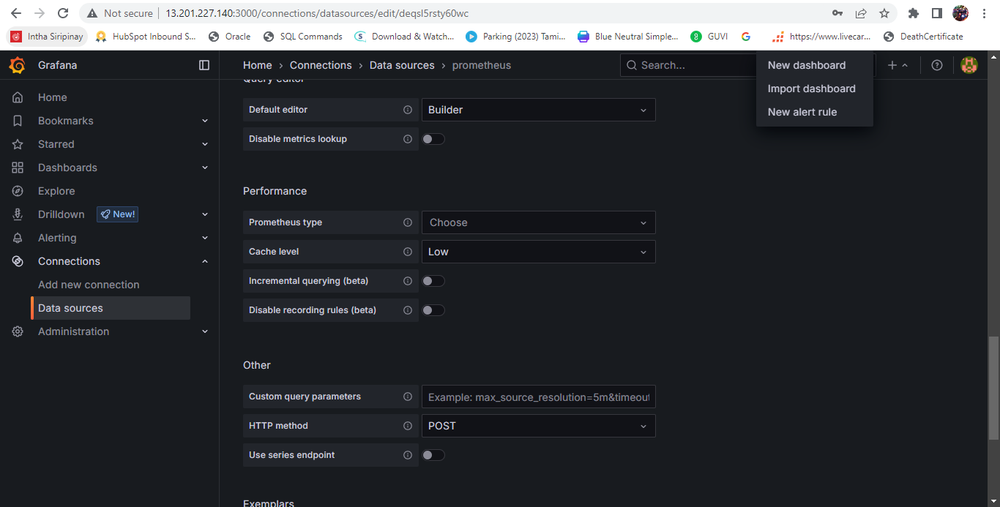 Not secure 13.201.227.140:3000/connections/datasources/edit/deqsl5rsty60wc
Intha Siripinay HubSpot Inbound S... Oracle SQL Commands Download & Watch... Parking (2023) Tami... Blue Neutral Simple... GUVI https://www.livecar... DeathCertificate
Grafana
Home › Connections › Data sources › prometheus
Search...
New dashboard
Import dashboard
New alert rule
Home
Bookmarks
Starred
Dashboards
Explore
Drilldown New!
Alerting
Connections
Add new connection
Data sources
Administration
Query editor
Default editor Builder
Disable metrics lookup
Performance
Prometheus type Choose
Cache level Low
Incremental querying (beta)
Disable recording rules (beta)
Other
Custom query parameters Example: max_source_resolution=5m&timeout
HTTP method POST
Use series endpoint
Exemplars